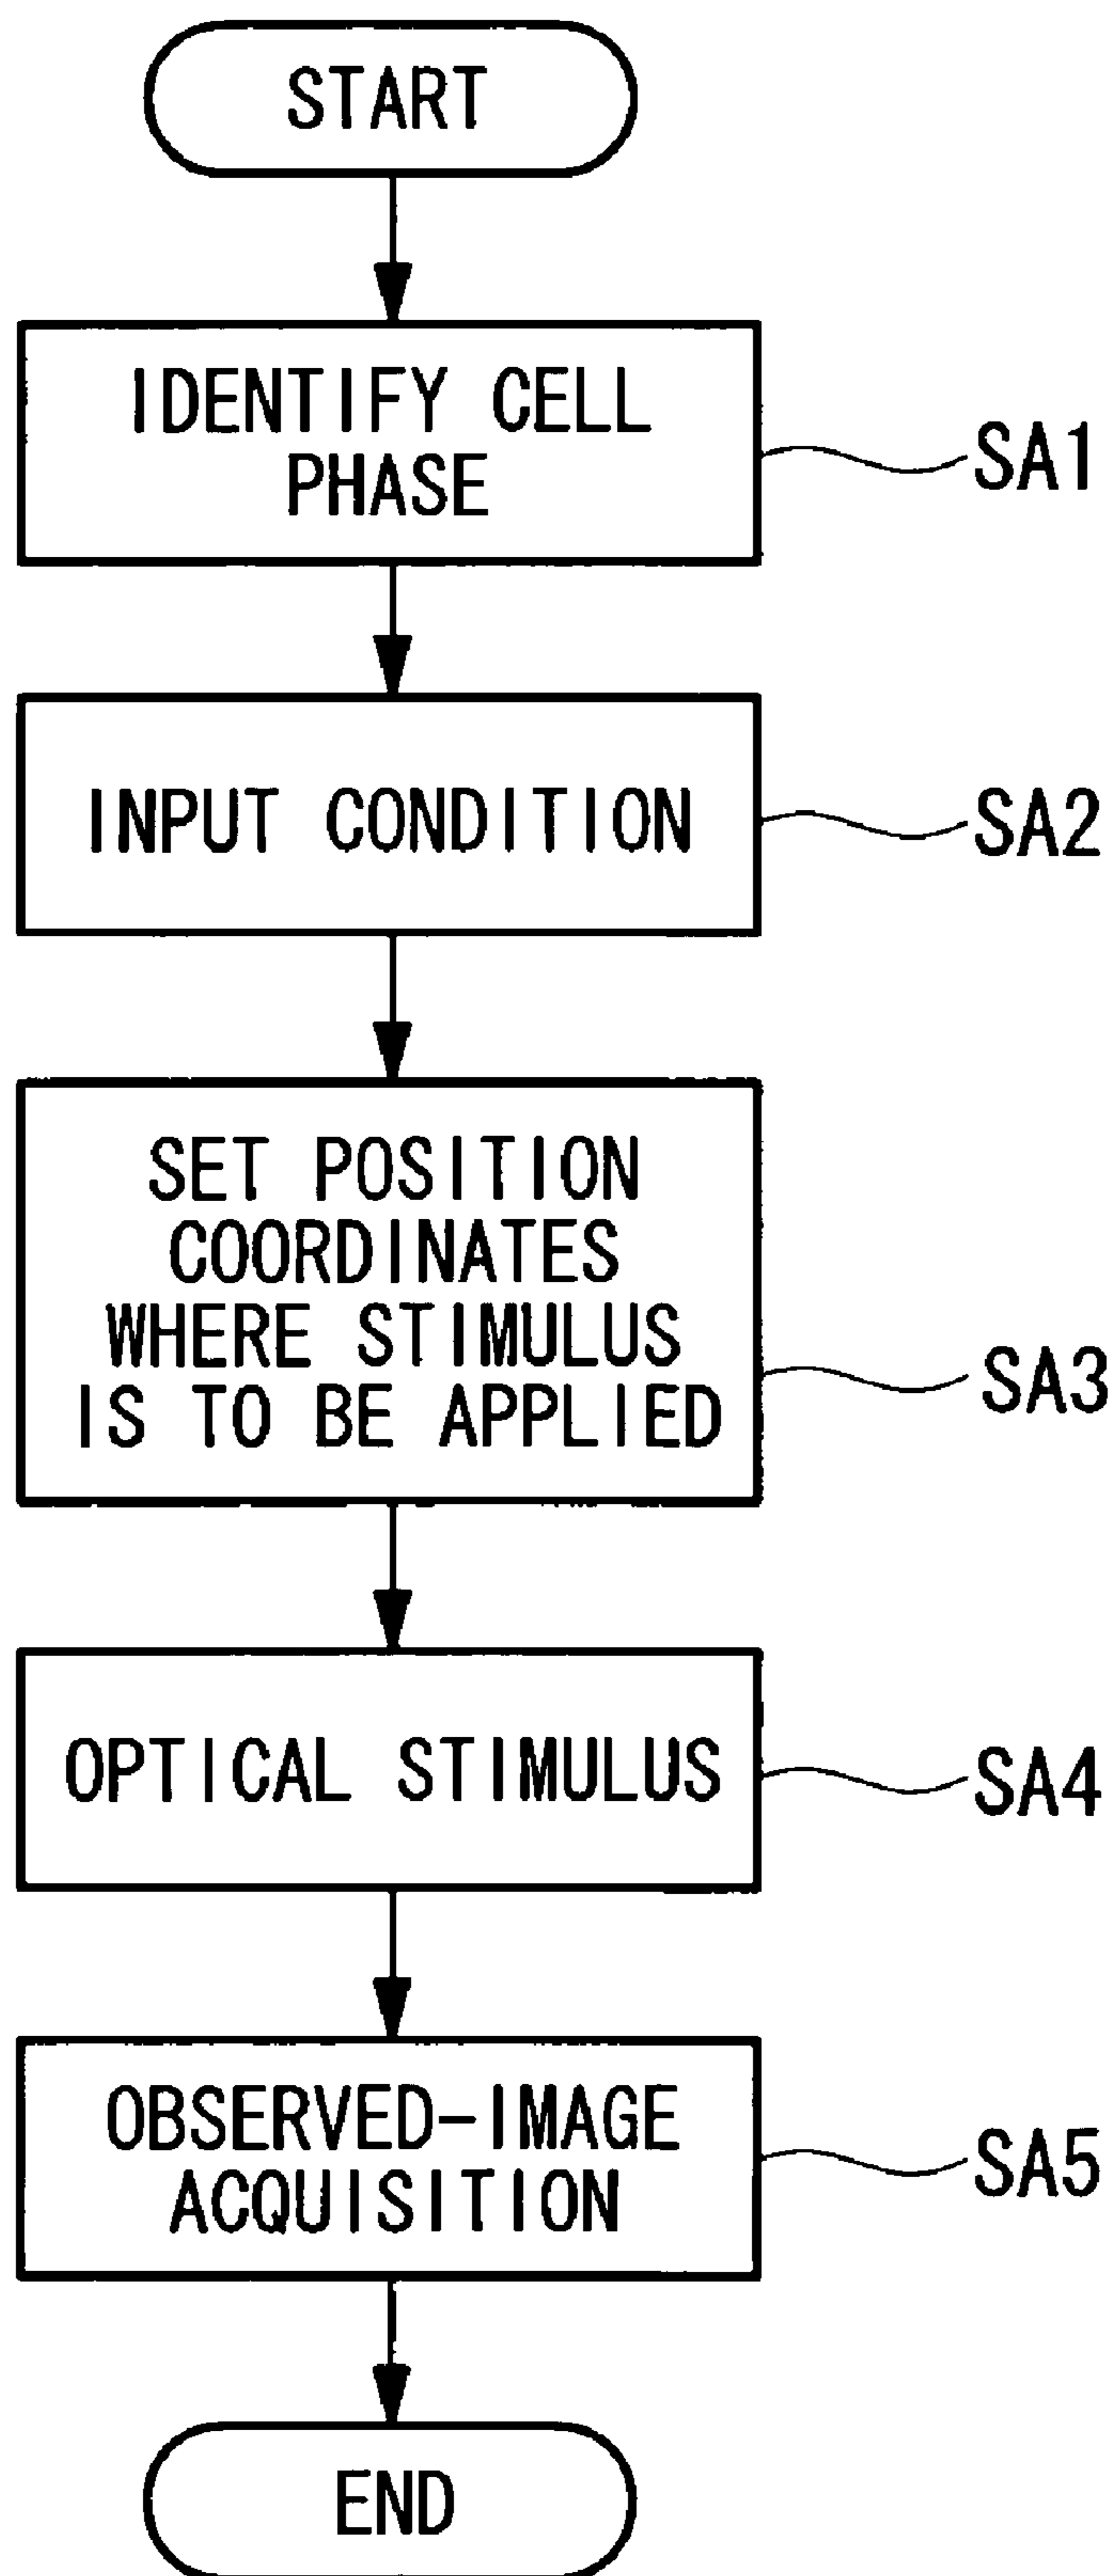 START
IDENTIFY CELL
PHASE
SA1
INPUT CONDITION
SA2
SET POSITION
COORDINATES
WHERE STIMULUS
IS TO BE APPLIED
SA3
OPTICAL STIMULUS
SA4
OBSERVED-IMAGE
ACQUISITION
SA5
END